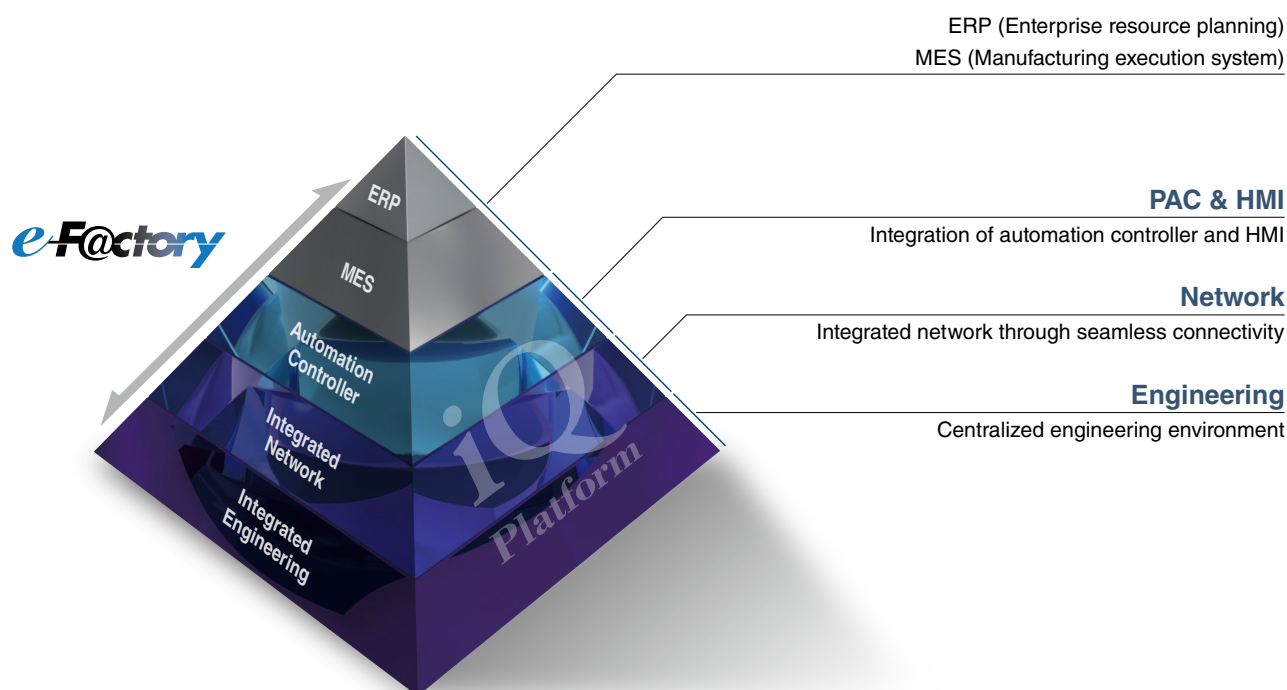 ERP (Enterprise resource planning)
MES (Manufacturing execution system)
PAC & HMI
Integration of automation controller and HMI
Network
Integrated network through seamless connectivity
Engineering
Centralized engineering environment
e-F@ctory
ERP
MES
Automation
Controller
Integrated
Network
Integrated
Engineering
iQ
Platform